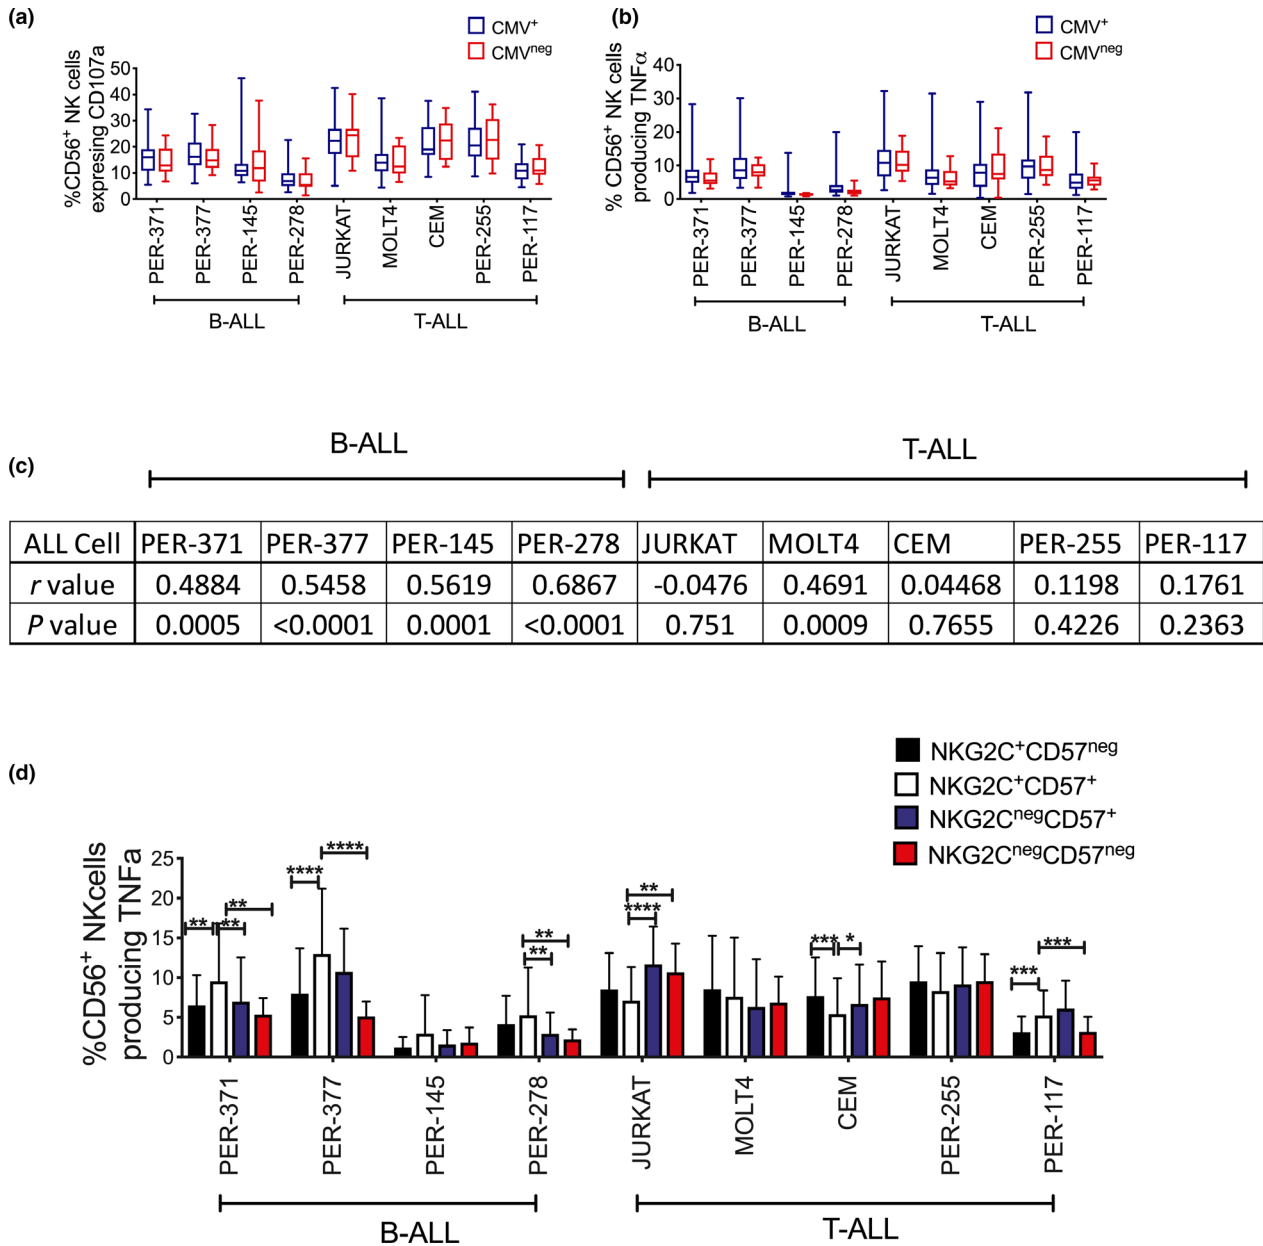 (a)
CMV⁺
CMVⁿᵉᵍ
%CD56⁺ NK cells
expresing CD107a
50
40
30
20
10
0
PER-371
PER-377
PER-145
PER-278
JURKAT
MOLT4
CEM
PER-255
PER-117
B-ALL
T-ALL
(b)
CMV⁺
CMVⁿᵉᵍ
% CD56⁺ NK cells
producing TNFα
40
30
20
10
0
PER-371
PER-377
PER-145
PER-278
JURKAT
MOLT4
CEM
PER-255
PER-117
B-ALL
T-ALL
(c)
B-ALL
T-ALL
ALL Cell PER-371 PER-377 PER-145 PER-278 JURKAT MOLT4 CEM PER-255 PER-117
r value 0.4884 0.5458 0.5619 0.6867 -0.0476 0.4691 0.04468 0.1198 0.1761
P value 0.0005 <0.0001 0.0001 <0.0001 0.751 0.0009 0.7655 0.4226 0.2363
(d)
NKG2C⁺CD57ⁿᵉᵍ
NKG2C⁺CD57⁺
NKG2CⁿᵉᵍCD57⁺
NKG2CⁿᵉᵍCD57ⁿᵉᵍ
%CD56⁺ NKcells
producing TNFa
25
20
15
10
5
0
** ** **
**** ****
** **
** ****
*** *
*** ***
PER-371
PER-377
PER-145
PER-278
JURKAT
MOLT4
CEM
PER-255
PER-117
B-ALL
T-ALL